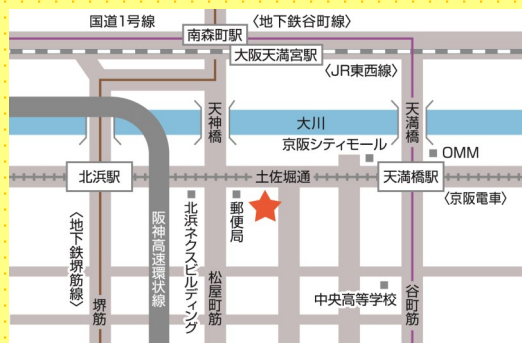 国道1号線
〈地下鉄谷町線〉
南森町駅
大阪天満宮駅
〈JR東西線〉
天神橋
大川
天満橋
京阪シティモール
OMM
北浜駅
土佐堀通
天満橋駅
〈京阪電車〉
〈地下鉄堺筋線〉
堺筋
阪神高速環状線
北浜ネクスビルディング
松屋町筋
郵便局
中央高等学校
谷町筋